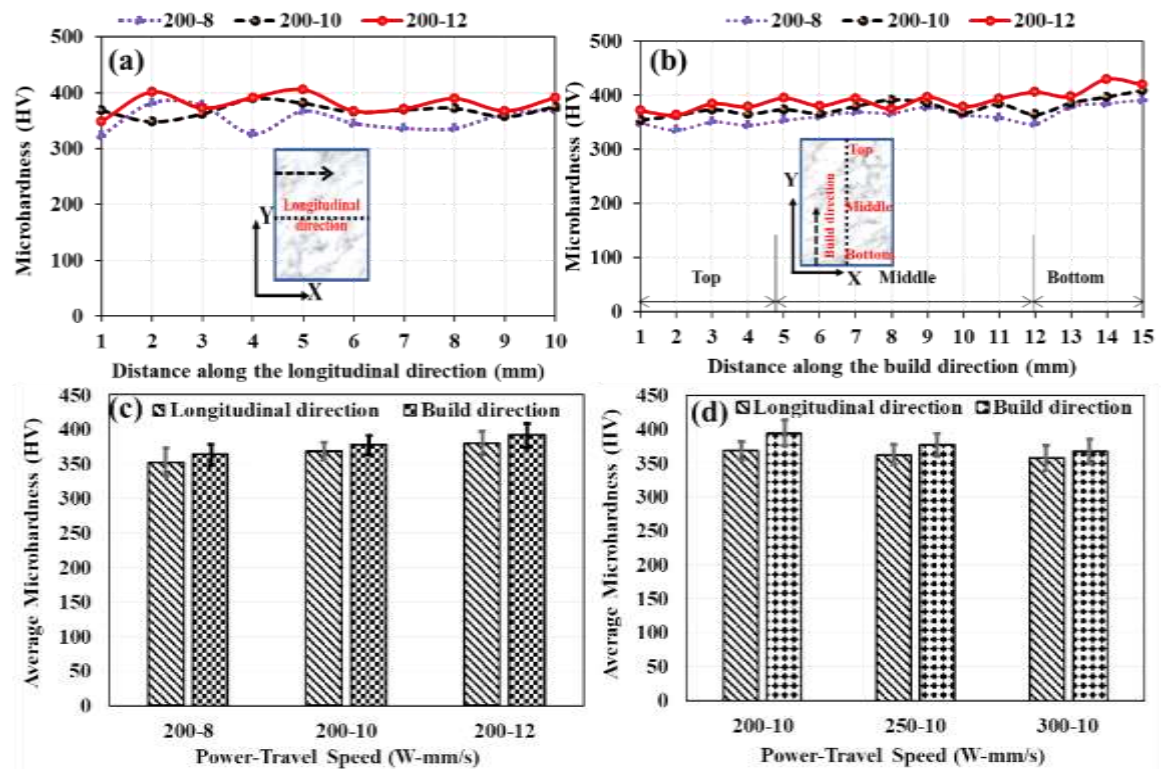 200-8 200-10 200-12
(a)
Microhardness (HV)
500
400
300
200
100
0
Longitudinal
direction
Y
X
1 2 3 4 5 6 7 8 9 10
Distance along the longitudinal direction (mm)
200-8 200-10 200-12
(b)
Microhardness (HV)
500
400
300
200
100
0
Top
Middle
Bottom
Build direction
Y
X
Top Middle Bottom
1 2 3 4 5 6 7 8 9 10 11 12 13 14 15
Distance along the build direction (mm)
(c)
Longitudinal direction Build direction
Average Microhardness (HV)
450
400
350
300
250
200
150
100
50
0
200-8 200-10 200-12
Power-Travel Speed (W-mm/s)
(d)
Longitudinal direction Build direction
Average Microhardness (HV)
450
400
350
300
250
200
150
100
50
0
200-10 250-10 300-10
Power-Travel Speed (W-mm/s)